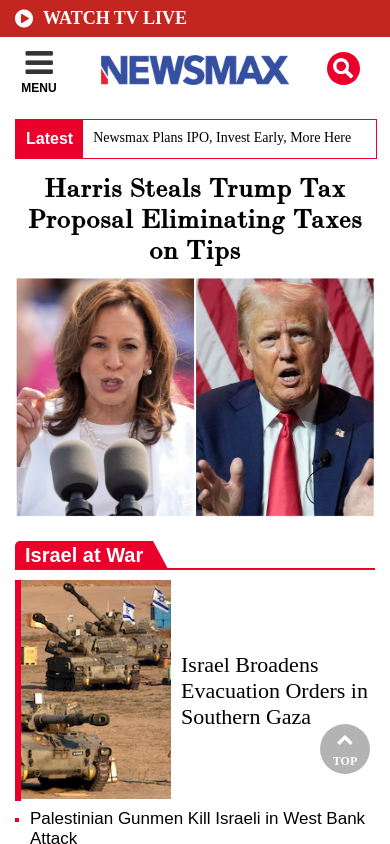 WATCH TV LIVE
MENU
NEWSMAX
Latest
Newsmax Plans IPO, Invest Early, More Here
Harris Steals Trump Tax
Proposal Eliminating Taxes
on Tips
Israel at War
Israel Broadens
Evacuation Orders in
Southern Gaza
TOP
Palestinian Gunmen Kill Israeli in West Bank
Attack